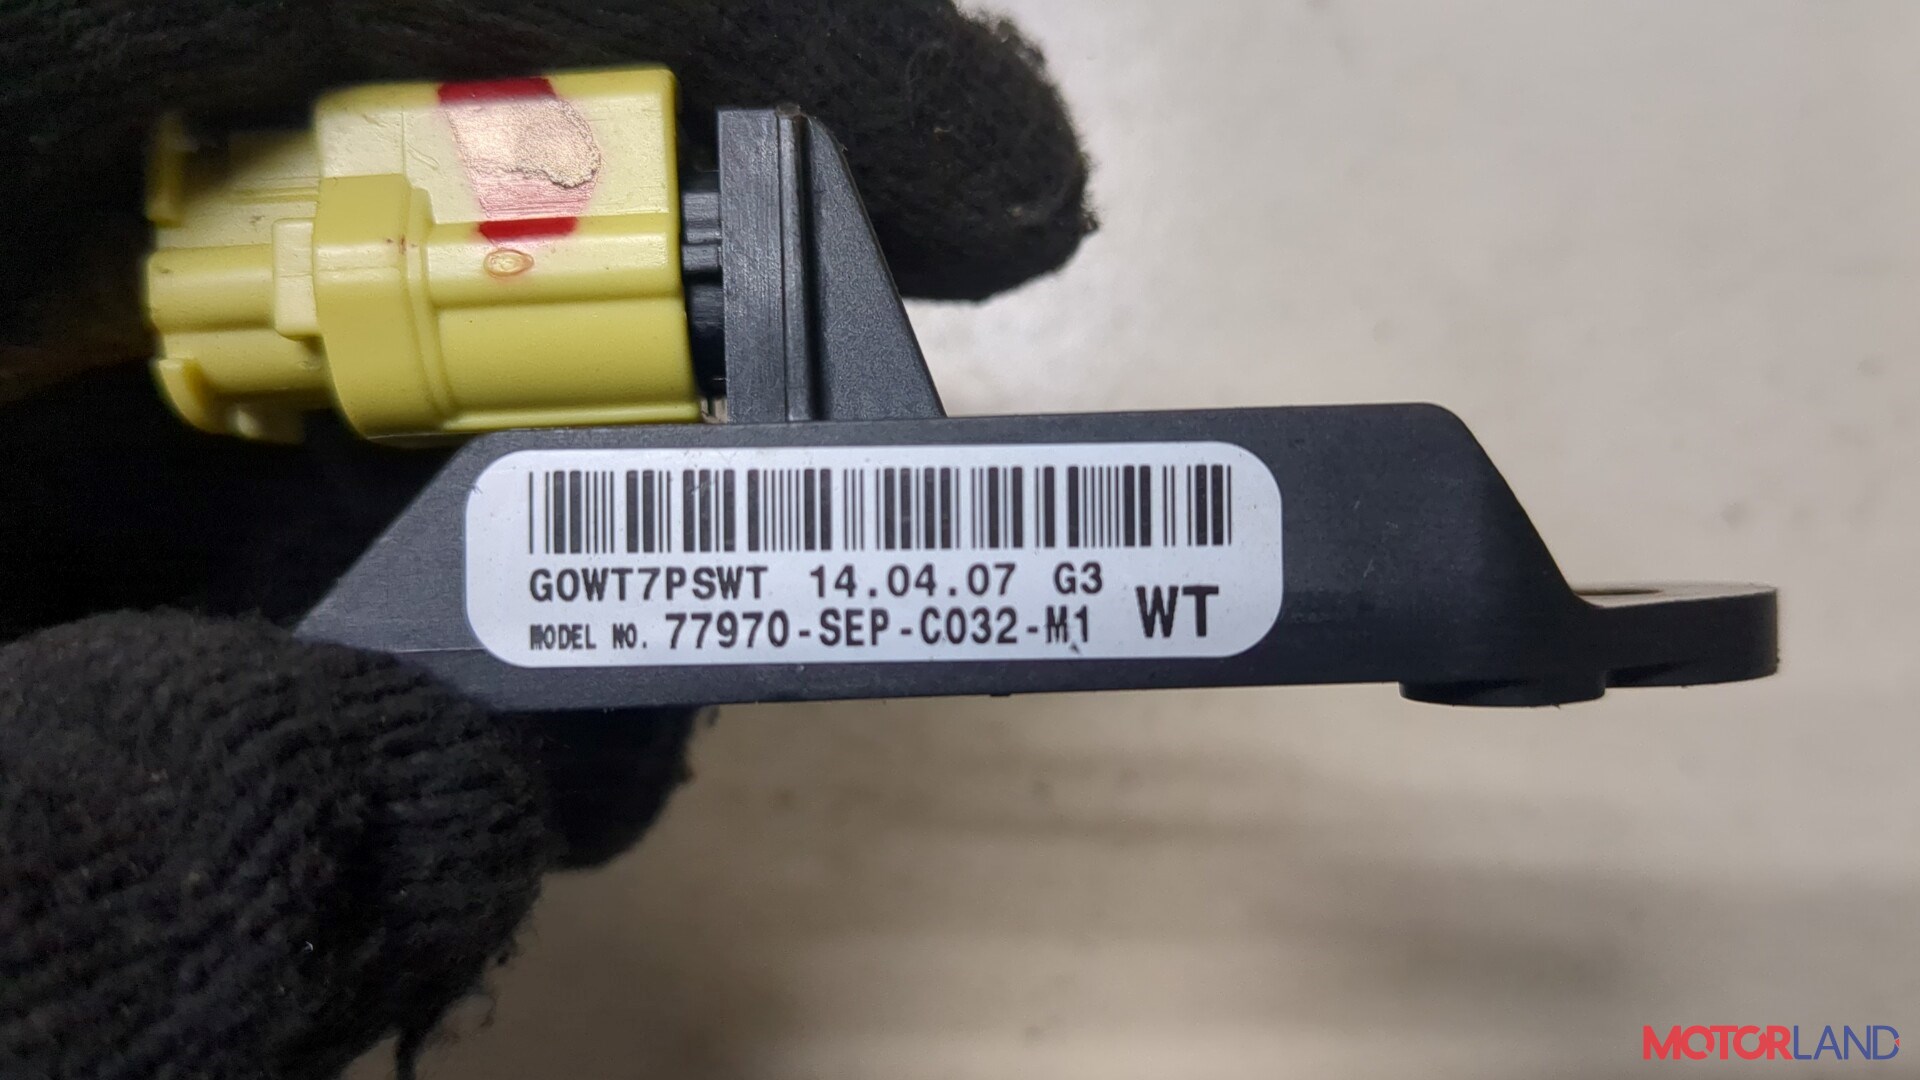 GOWT7PSWT 14.04.07 G3
MODEL NO. 77970-SEP-C032-M1 WT
MOTORLAND